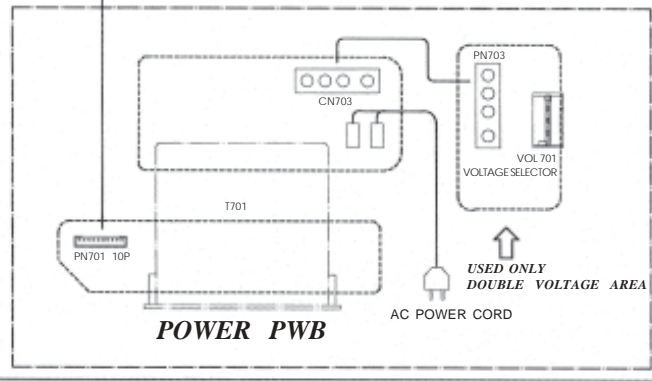 PN703
CN703
VOL 701
VOLTAGE SELECTOR
T701
PN701 10P
USED ONLY
DOUBLE VOLTAGE AREA
AC POWER CORD
POWER PWB